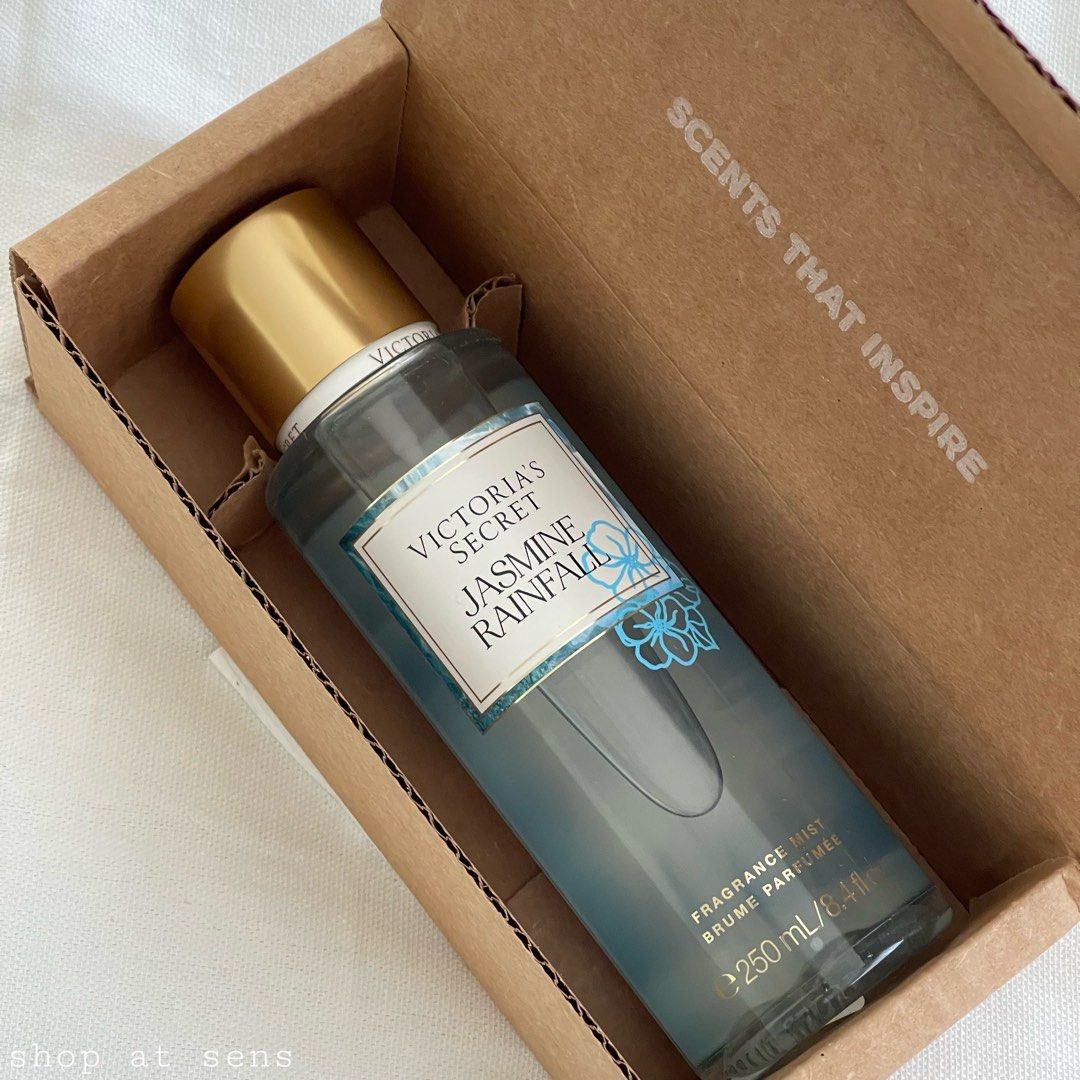 SCENTS THAT INSPIRE
VICTORIA'S
SECRET
JASMINE
RAINFALL
FRAGRANCE MIST
BRUME PARFUMÉE
℮ 250 mL/8.4 fl
shop at sens